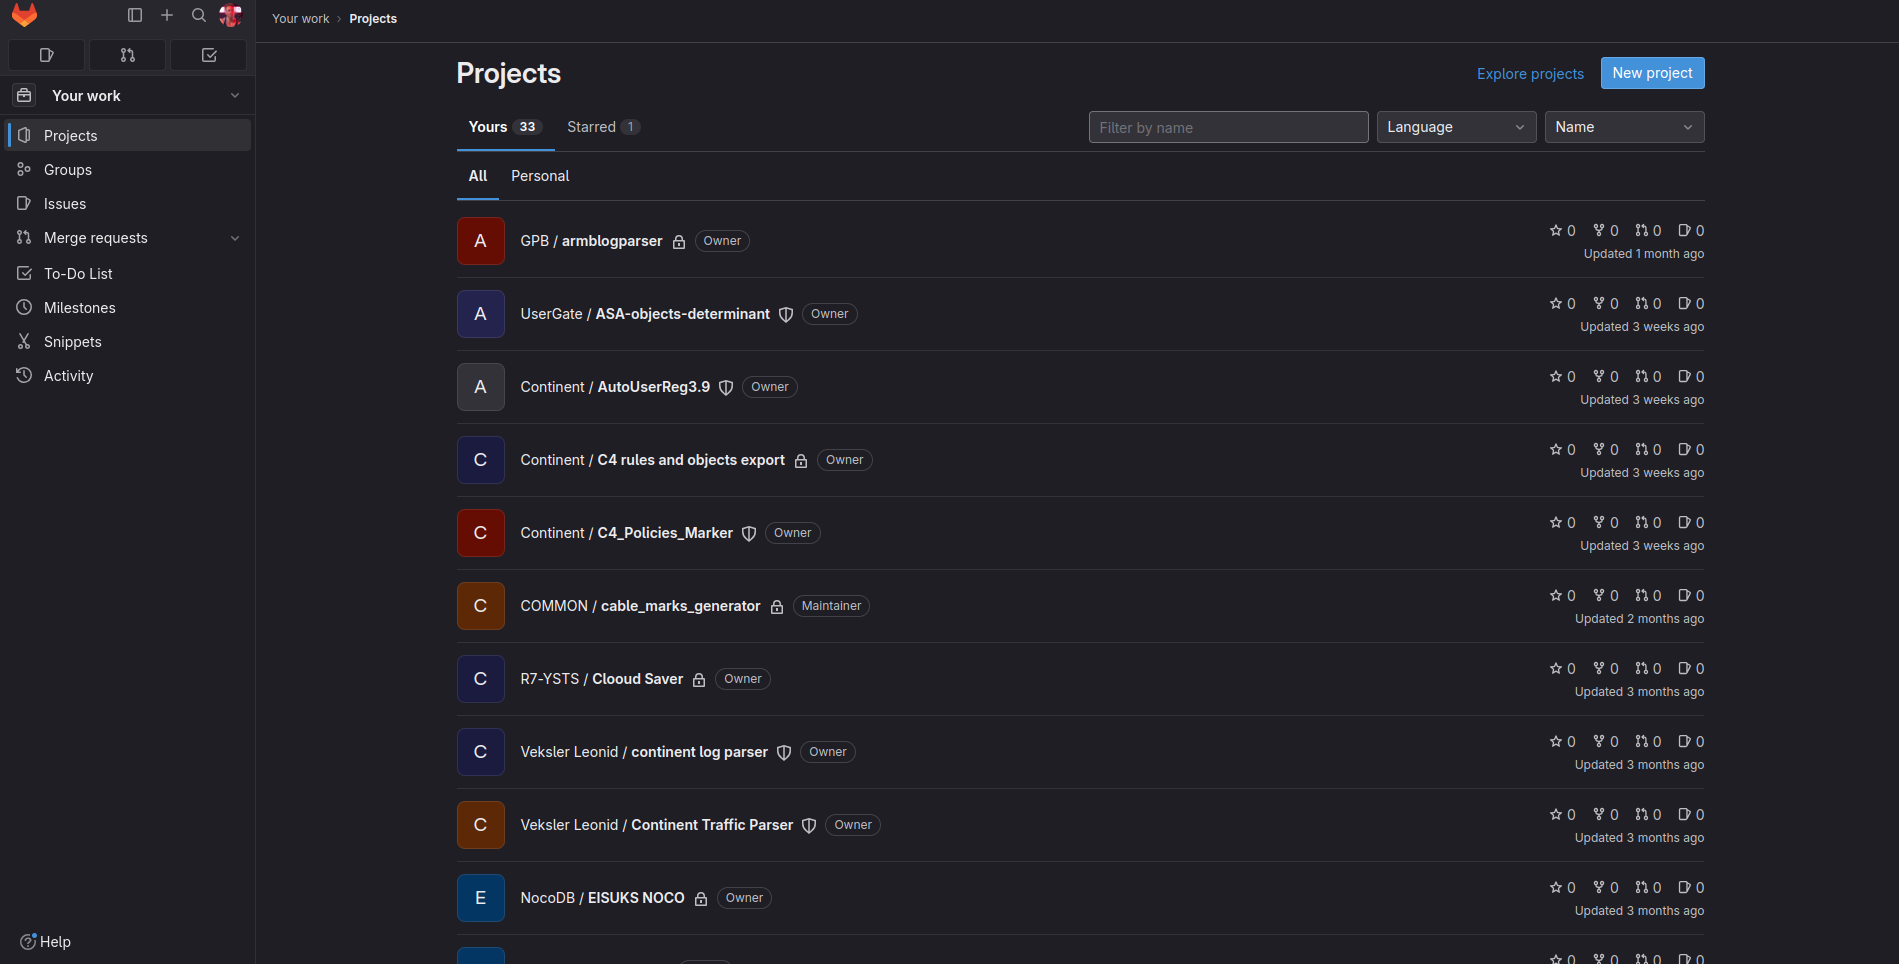 Your work › Projects
Your work
Projects
Groups
Issues
Merge requests
To-Do List
Milestones
Snippets
Activity
Help
Projects
Explore projects
New project
Yours 33
Starred 1
Filter by name
Language
Name
All
Personal
A
GPB / armblogparser
Owner
0 0 0 0
Updated 1 month ago
A
UserGate / ASA-objects-determinant
Owner
0 0 0 0
Updated 3 weeks ago
A
Continent / AutoUserReg3.9
Owner
0 0 0 0
Updated 3 weeks ago
C
Continent / C4 rules and objects export
Owner
0 0 0 0
Updated 3 weeks ago
C
Continent / C4_Policies_Marker
Owner
0 0 0 0
Updated 3 weeks ago
C
COMMON / cable_marks_generator
Maintainer
0 0 0 0
Updated 2 months ago
C
R7-YSTS / Clooud Saver
Owner
0 0 0 0
Updated 3 months ago
C
Veksler Leonid / continent log parser
Owner
0 0 0 0
Updated 3 months ago
C
Veksler Leonid / Continent Traffic Parser
Owner
0 0 0 0
Updated 3 months ago
E
NocoDB / EISUKS NOCO
Owner
0 0 0 0
Updated 3 months ago
0 0 0 0